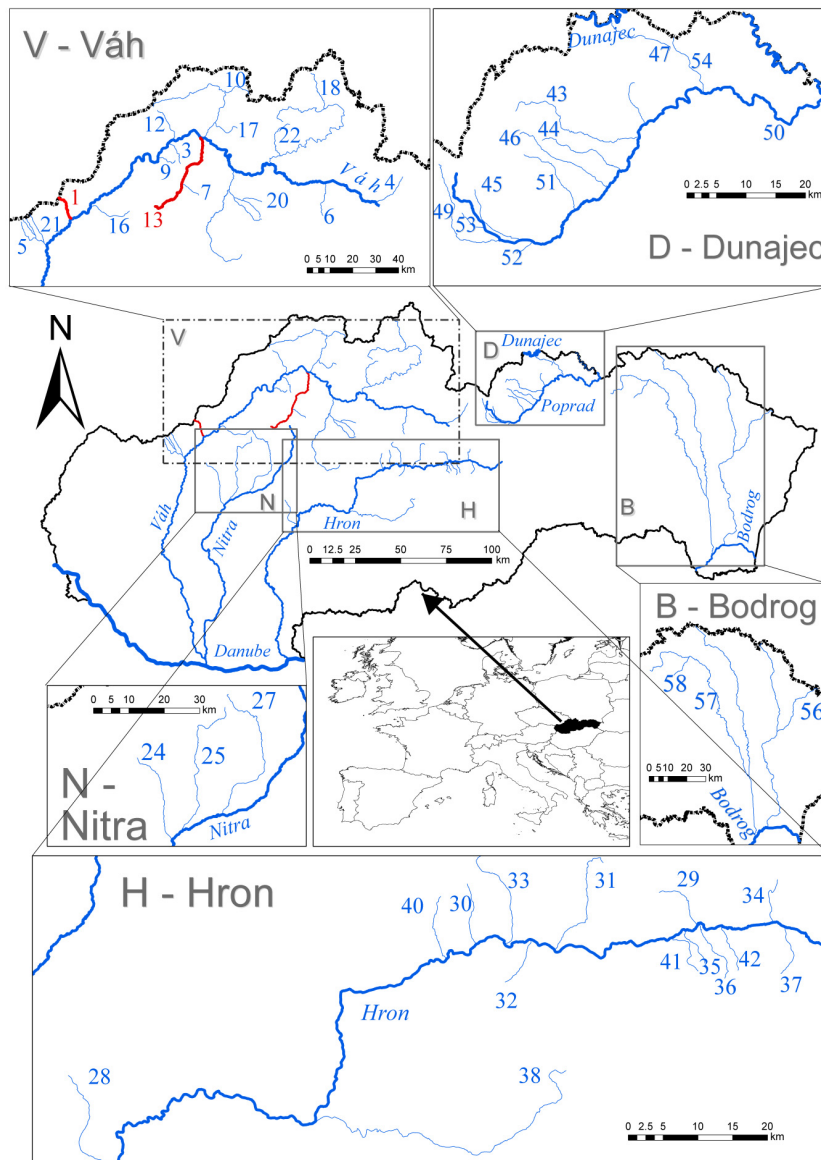 V - Váh
10
18
12
17
22
3
9
Váh
4
7
1
13
20
6
16
21
5
0 5 10 20 30 40
km
Dunajec
47
54
43
50
46
44
51
45
49
53
52
0 2.5 5 10 15 20
km
D - Dunajec
N
V
Dunajec
D
Poprad
B
Bodrog
N
H
Váh
Nitra
Hron
0 12.5 25 50 75 100
km
Danube
B - Bodrog
58
57
56
0 5 10 20 30
km
Bodrog
0 5 10 20 30
km
27
24
25
N -
Nitra
Nitra
H - Hron
33
31
29
34
40
30
41
35
42
36
37
32
Hron
28
38
0 2.5 5 10 15 20
km